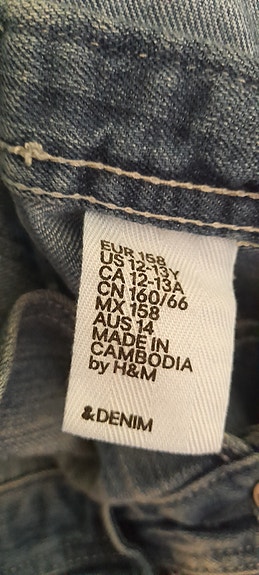 EUR 158
US 12-13Y
CA 12-13A
CN 160/66
MX 158
AUS 14
MADE IN
CAMBODIA
by H&M
&DENIM